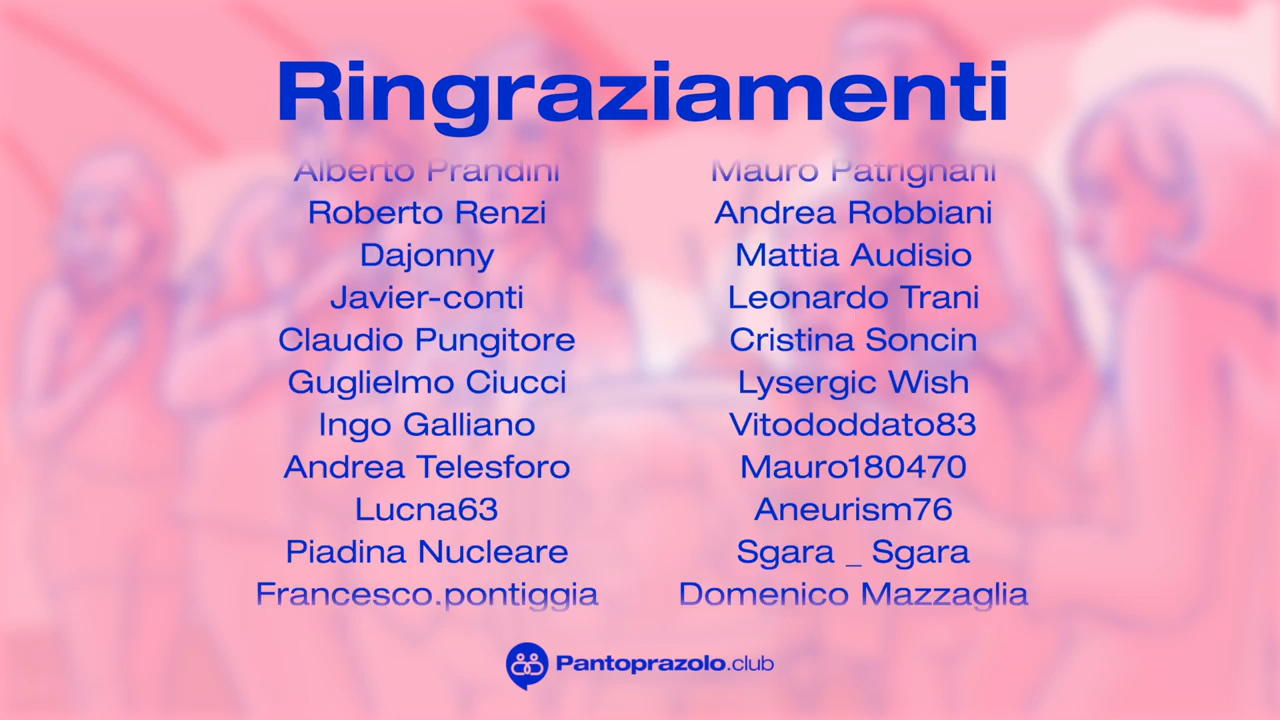 Ringraziamenti
Alberto Prandini
Roberto Renzi
Dajonny
Javier-conti
Claudio Pungitore
Guglielmo Ciucci
Ingo Galliano
Andrea Telesforo
Lucna63
Piadina Nucleare
Francesco.pontiggia
Mauro Patrignani
Andrea Robbiani
Mattia Audisio
Leonardo Trani
Cristina Soncin
Lysergic Wish
Vitododdato83
Mauro180470
Aneurism76
Sgara _ Sgara
Domenico Mazzaglia
Pantoprazolo.club